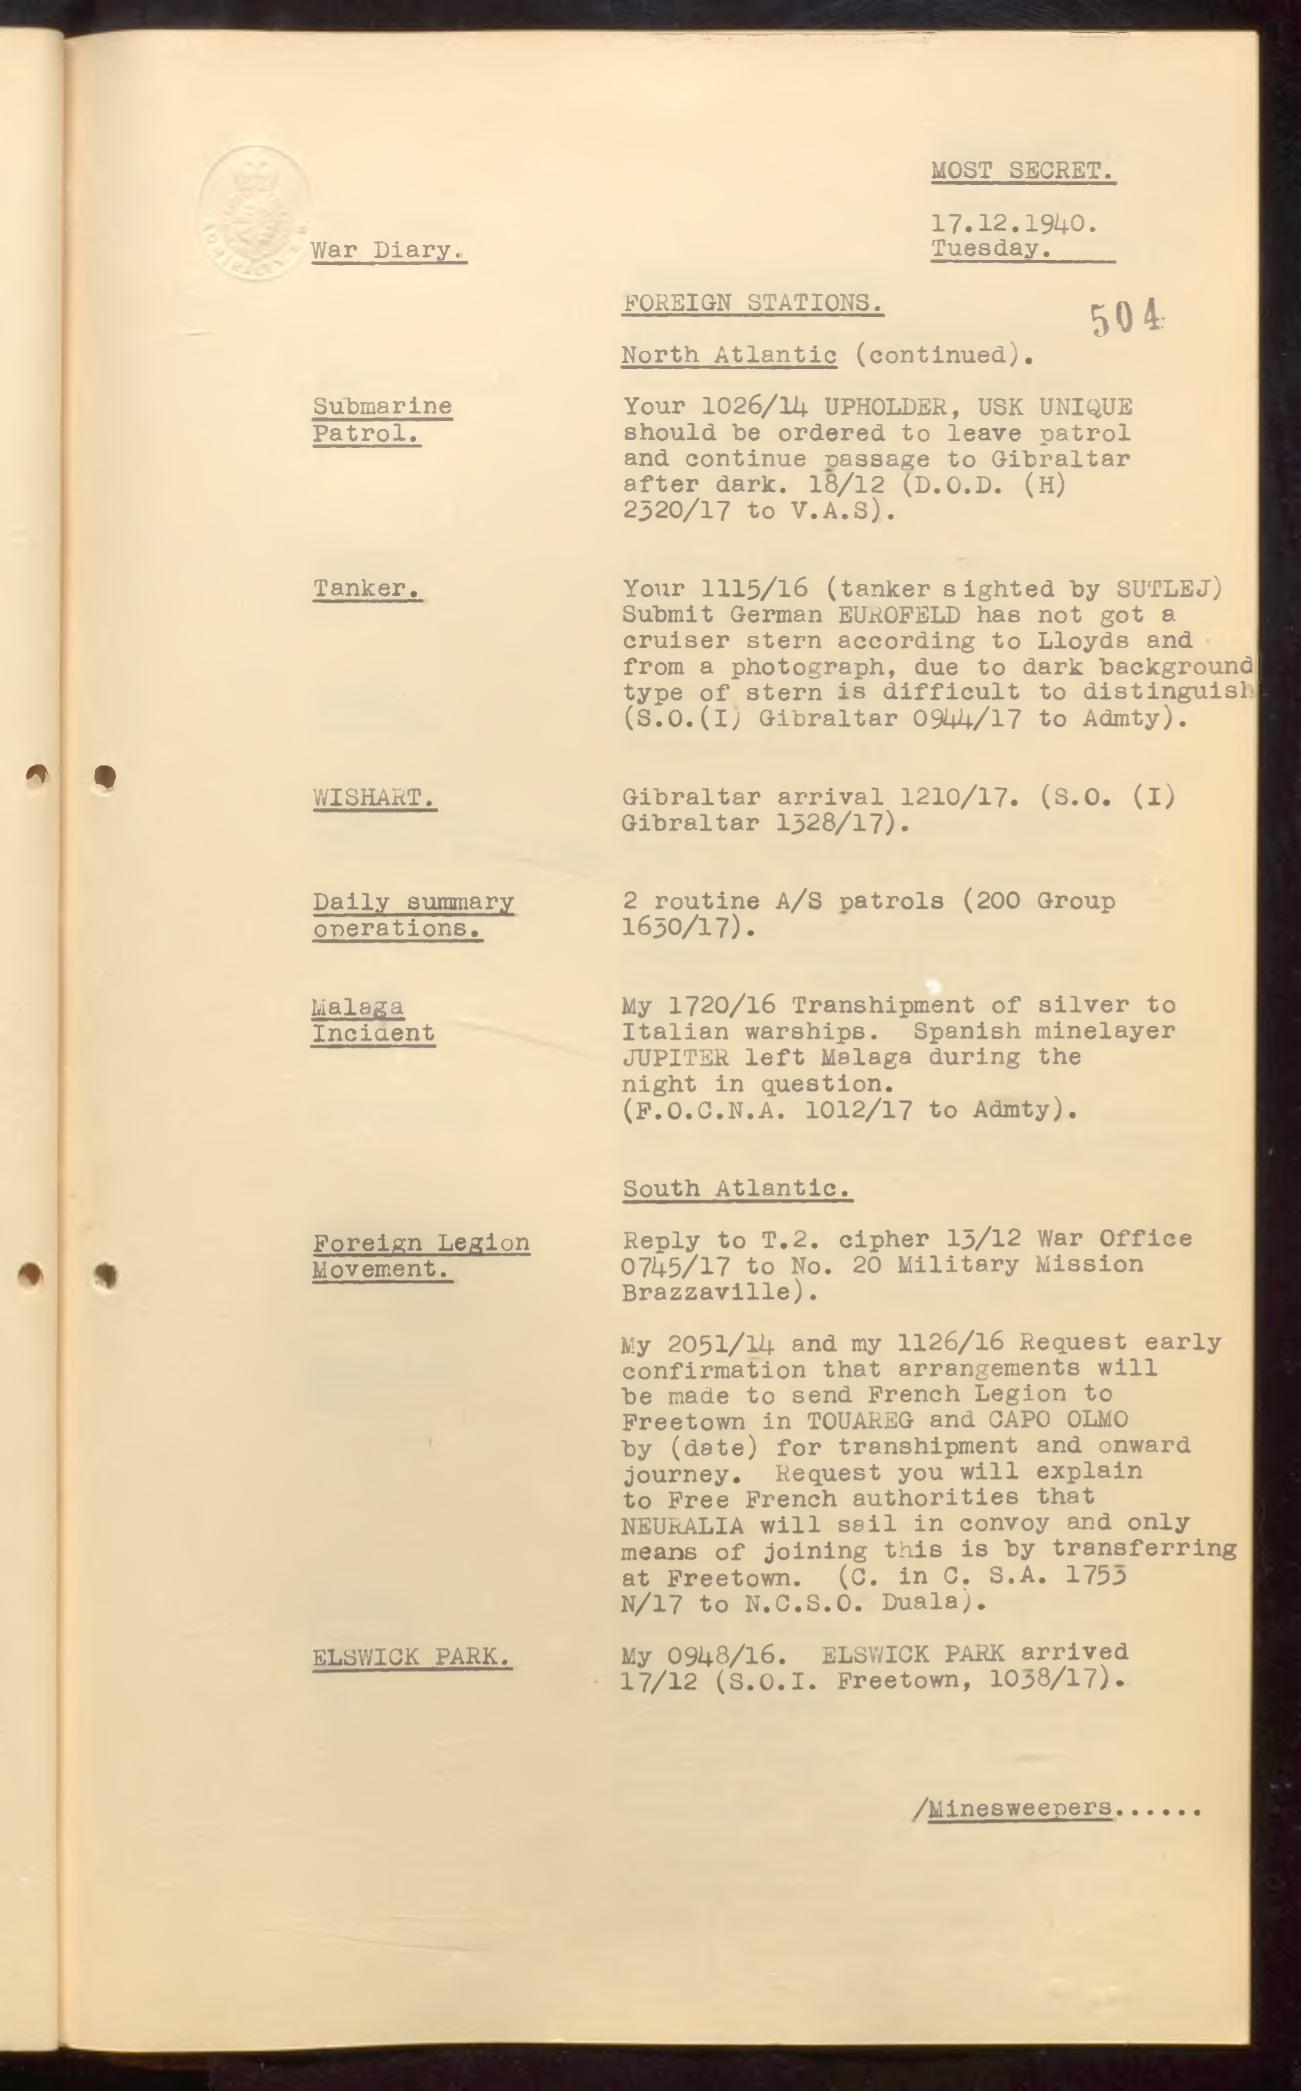 MOST SECRET.
17.12.1940.
War Diary.
Tuesday.
FOREIGN STATIONS.
504
North Atlantic (continued).
Submarine
Patrol.
Your 1026/14 UPHOLDER, USK UNIQUE
should be ordered to leave patrol
and continue passage to Gibraltar
after dark. 18/12 (D.O.D. (H)
2320/17 to V.A.S).
Tanker.
Your 1115/16 (tanker sighted by SUTLEJ)
Submit German EUROFELD has not got a
cruiser stern according to Lloyds and
from a photograph, due to dark background
type of stern is difficult to distinguish
(S.O.(I) Gibraltar 0944/17 to Admty).
WISHART.
Gibraltar arrival 1210/17. (S.O. (I)
Gibraltar 1328/17).
Daily summary
operations.
2 routine A/S patrols (200 Group
1630/17).
Malaga
Incident
My 1720/16 Transhipment of silver to
Italian warships. Spanish minelayer
JUPITER left Malaga during the
night in question.
(F.O.C.N.A. 1012/17 to Admty).
South Atlantic.
Foreign Legion
Movement.
Reply to T.2. cipher 13/12 War Office
0745/17 to No. 20 Military Mission
Brazzaville).
My 2051/14 and my 1126/16 Request early
confirmation that arrangements will
be made to send French Legion to
Freetown in TOUAREG and CAPO OLMO
by (date) for transhipment and onward
journey. Request you will explain
to Free French authorities that
NEURALIA will sail in convoy and only
means of joining this is by transferring
at Freetown. (C. in C. S.A. 1753
N/17 to N.C.S.O. Duala).
ELSWICK PARK.
My 0948/16. ELSWICK PARK arrived
17/12 (S.O.I. Freetown, 1038/17).
/Minesweepers......